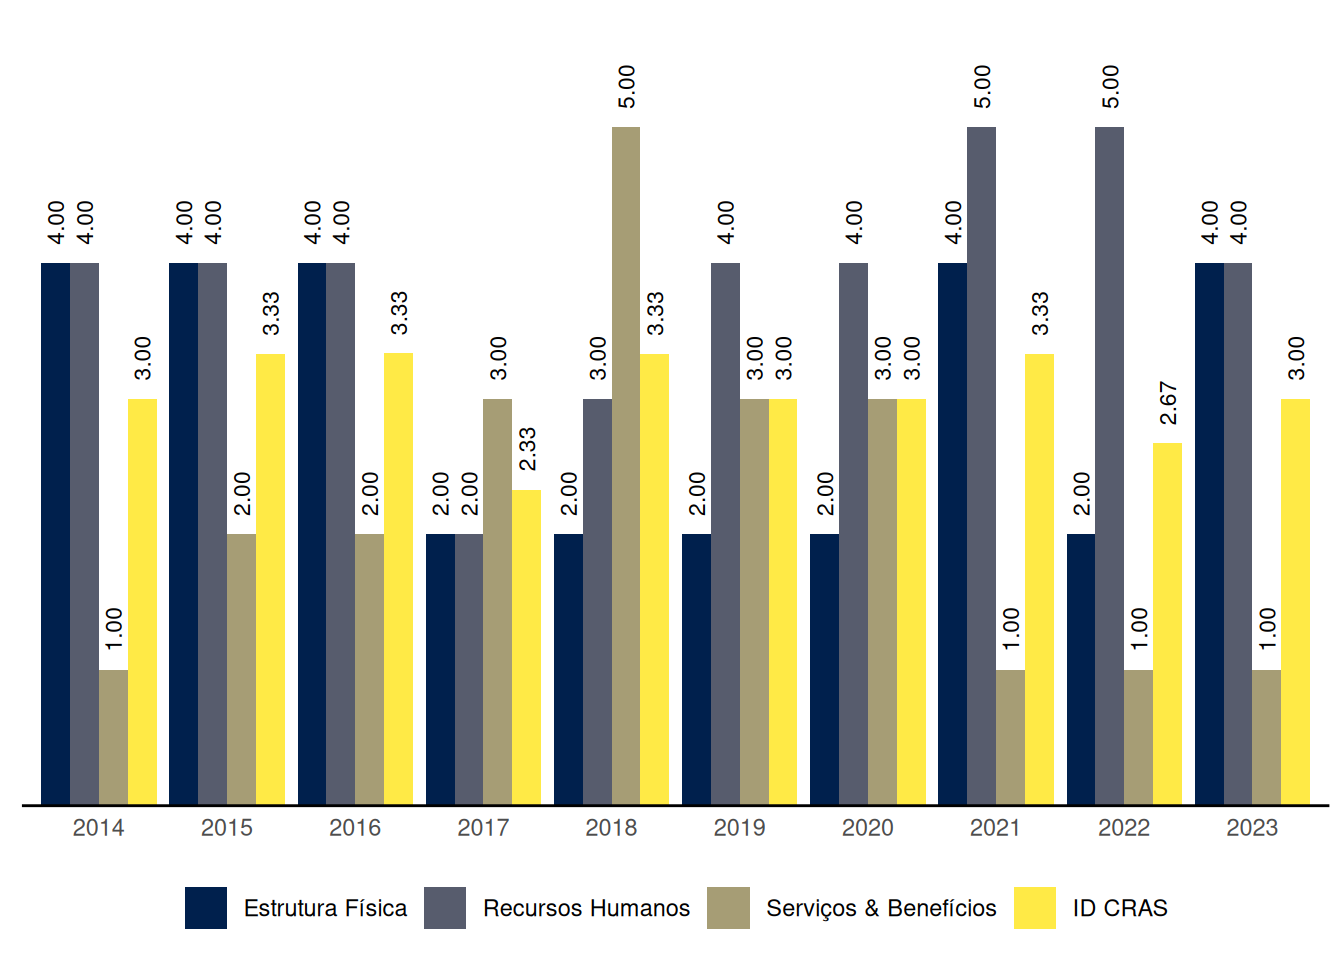 4.00 4.00 1.00 3.00
4.00 4.00 2.00 3.33
4.00 4.00 2.00 3.33
2.00 2.00 3.00 2.33
2.00 3.00 5.00 3.33
2.00 4.00 3.00 3.00
2.00 4.00 3.00 3.00
4.00 5.00 1.00 3.33
2.00 5.00 1.00 2.67
4.00 4.00 1.00 3.00
2014 2015 2016 2017 2018 2019 2020 2021 2022 2023
Estrutura Física Recursos Humanos Serviços & Benefícios ID CRAS